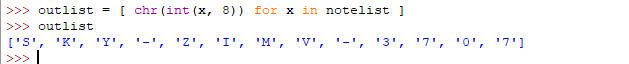 >>> outlist = [ chr(int(x, 8)) for x in notelist ]
>>> outlist
['S', 'K', 'Y', '-', 'Z', 'I', 'M', 'V', '-', '3', '7', '0', '7']
>>>